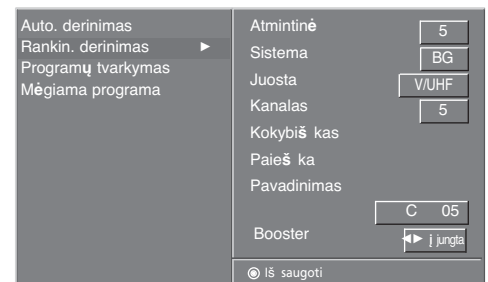 Auto. derinimas
Rankin. derinimas ►
Programų tvarkymas
Mėgiama programa
Atmintinė 5
Sistema BG
Juosta V/UHF
Kanalas 5
Kokybiš kas
Paieš ka
Pavadinimas
C 05
Booster ◄► į jungta
◉ Iš saugoti